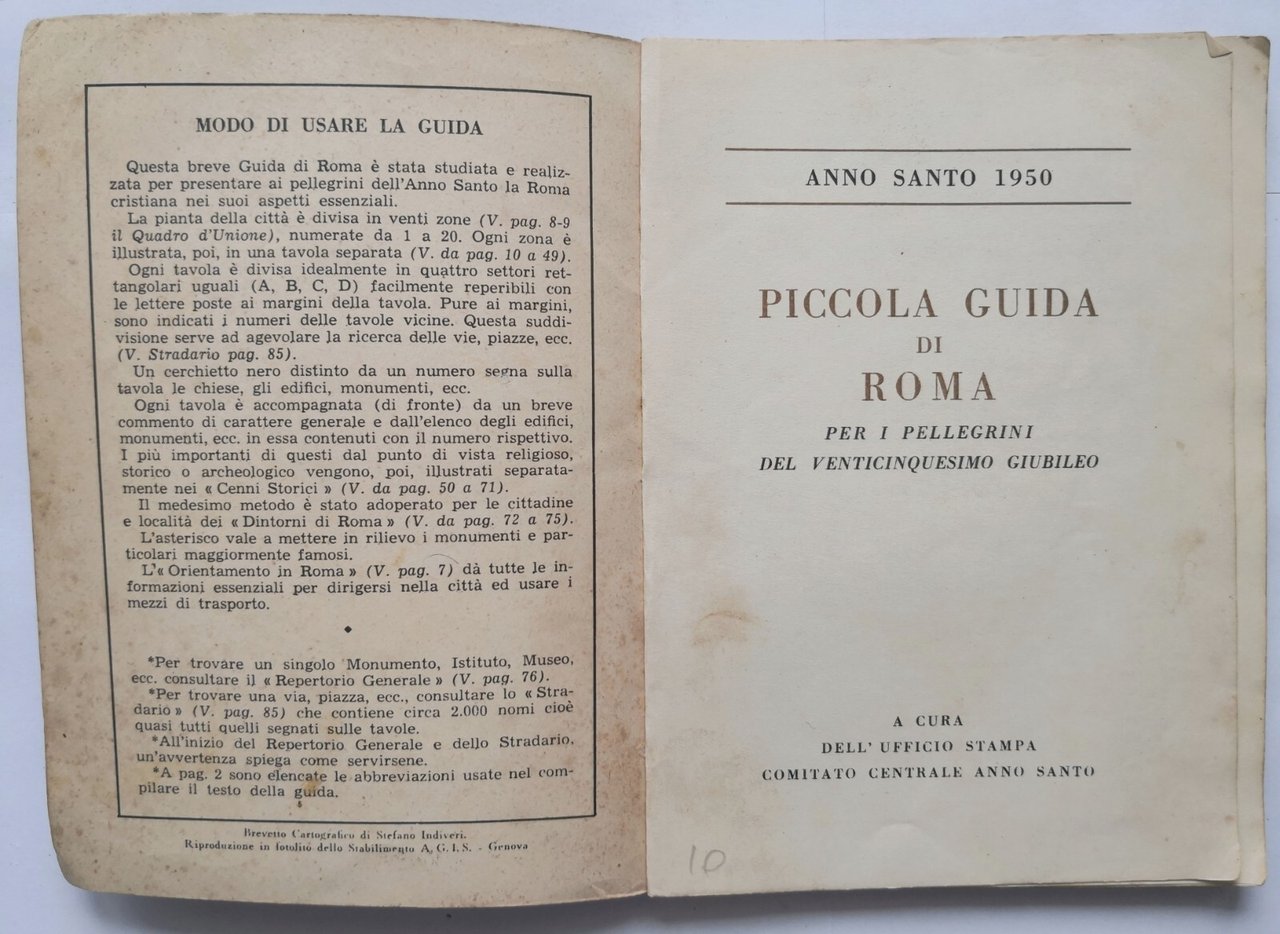 MODO DI USARE LA GUIDA
Questa breve Guida di Roma è stata studiata e realiz-
zata per presentare ai pellegrini dell'Anno Santo la Roma
cristiana nei suoi aspetti essenziali.
La pianta della città è divisa in venti zone (V. pag. 8-9
il Quadro d'Unione), numerate da 1 a 20. Ogni zona è
illustrata, poi, in una tavola separata (V. da pag. 10 a 49).
Ogni tavola è divisa idealmente in quattro settori ret-
tangolari uguali (A, B, C, D) facilmente reperibili con
le lettere poste ai margini della tavola. Pure ai margini,
sono indicati i numeri delle tavole vicine. Questa suddi-
visione serve ad agevolare la ricerca delle vie, piazze, ecc.
(V. Stradario pag. 85).
Un cerchietto nero distinto da un numero segna sulla
tavola le chiese, gli edifici, monumenti, ecc.
Ogni tavola è accompagnata (di fronte) da un breve
commento di carattere generale e dall'elenco degli edifici,
monumenti, ecc. in essa contenuti con il numero rispettivo.
I più importanti di questi dal punto di vista religioso,
storico o archeologico vengono, poi, illustrati separata-
mente nei « Cenni Storici » (V. da pag. 50 a 71).
Il medesimo metodo è stato adoperato per le cittadine
e località dei « Dintorni di Roma » (V. da pag. 72 a 75).
L'asterisco vale a mettere in rilievo i monumenti e par-
ticolari maggiormente famosi.
L'« Orientamento in Roma » (V. pag. 7) dà tutte le in-
formazioni essenziali per dirigersi nella città ed usare i
mezzi di trasporto.
*Per trovare un singolo Monumento, Istituto, Museo,
ecc. consultare il « Repertorio Generale » (V. pag. 76).
*Per trovare una via, piazza, ecc., consultare lo « Stra-
dario » (V. pag. 85) che contiene circa 2.000 nomi cioè
quasi tutti quelli segnati sulle tavole.
*All'inizio del Repertorio Generale e dello Stradario,
un'avvertenza spiega come servirsene.
*A pag. 2 sono elencate le abbreviazioni usate nel com-
pilare il testo della guida.
Brevetto Cartografico di Stefano Indiveri.
Riproduzione in fotolito dello Stabilimento A. G. I. S. - Genova
ANNO SANTO 1950
PICCOLA GUIDA
DI
ROMA
PER I PELLEGRINI
DEL VENTICINQUESIMO GIUBILEO
A CURA
DELL'UFFICIO STAMPA
COMITATO CENTRALE ANNO SANTO
10